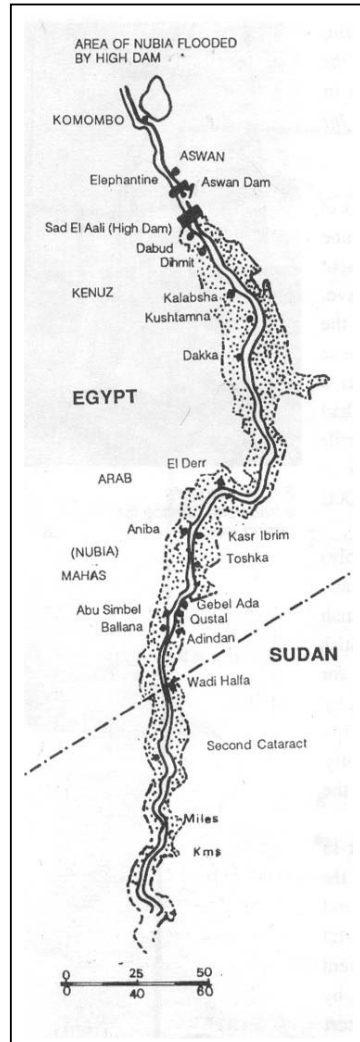 AREA OF NUBIA FLOODED
BY HIGH DAM
KOMOMBO
ASWAN
Elephantine
Aswan Dam
Sad El Aali (High Dam)
Dabud
Dihmit
KENUZ
Kalabsha
Kushtamna
Dakka
EGYPT
El Derr
ARAB
Aniba
Kasr Ibrim
(NUBIA)
Toshka
MAHAS
Abu Simbel
Gebel Ada
Ballana
Qustal
Adindan
SUDAN
Wadi Halfa
Second Cataract
Miles
Kms
0 25 50
0 40 60